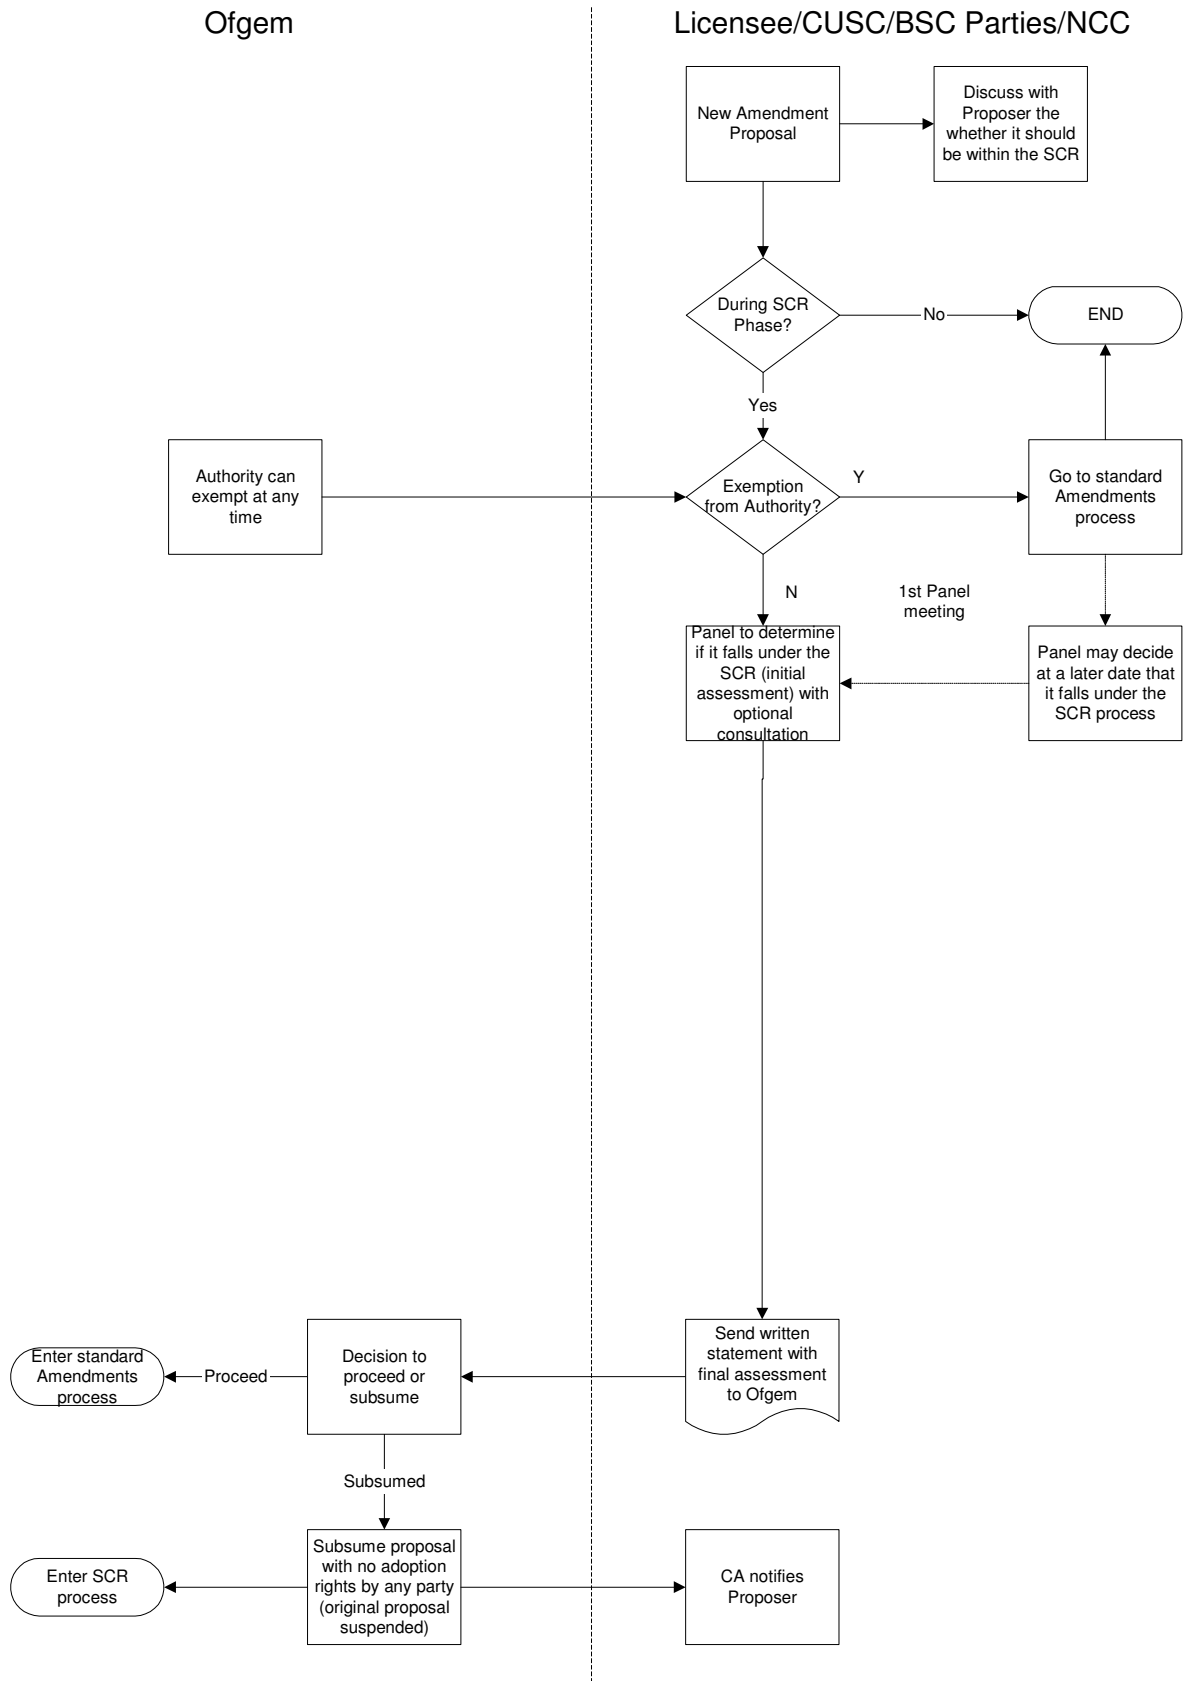 Ofgem
Licensee/CUSC/BSC Parties/NCC
New Amendment
Proposal
Discuss with
Proposer the
whether it should
be within the SCR
During SCR
Phase?
No
END
Yes
Authority can
exempt at any
time
Exemption
from Authority?
Y
Go to standard
Amendments
process
N
1st Panel
meeting
Panel to determine
if it falls under the
SCR (initial
assessment) with
optional
consultation
Panel may decide
at a later date that
it falls under the
SCR process
Enter standard
Amendments
process
Proceed
Decision to
proceed or
subsume
Send written
statement with
final assessment
to Ofgem
Subsumed
Enter SCR
process
Subsume proposal
with no adoption
rights by any party
(original proposal
suspended)
CA notifies
Proposer